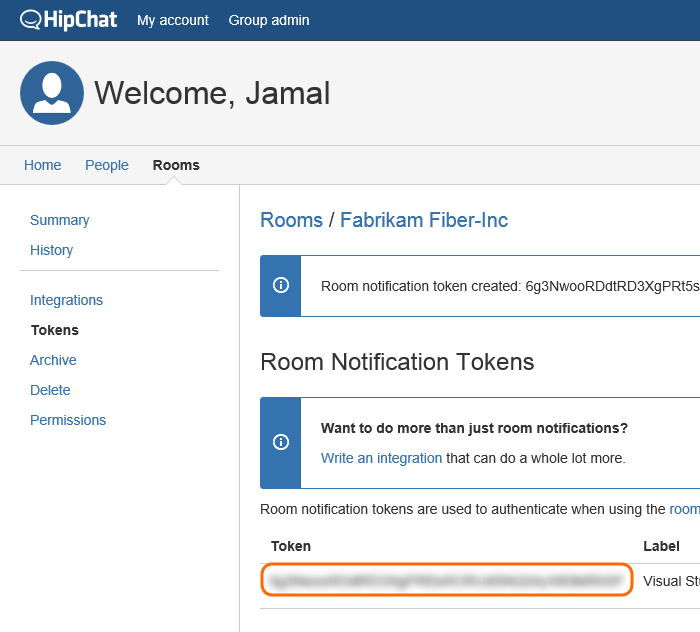 HipChat My account Group admin
Welcome, Jamal
Home People Rooms
Summary
History
Integrations
Tokens
Archive
Delete
Permissions
Rooms / Fabrikam Fiber-Inc
Room notification token created: 6g3NwooRDdtRD3XgPRt5s
Room Notification Tokens
Want to do more than just room notifications?
Write an integration that can do a whole lot more.
Room notification tokens are used to authenticate when using the room
Token Label
Visual St